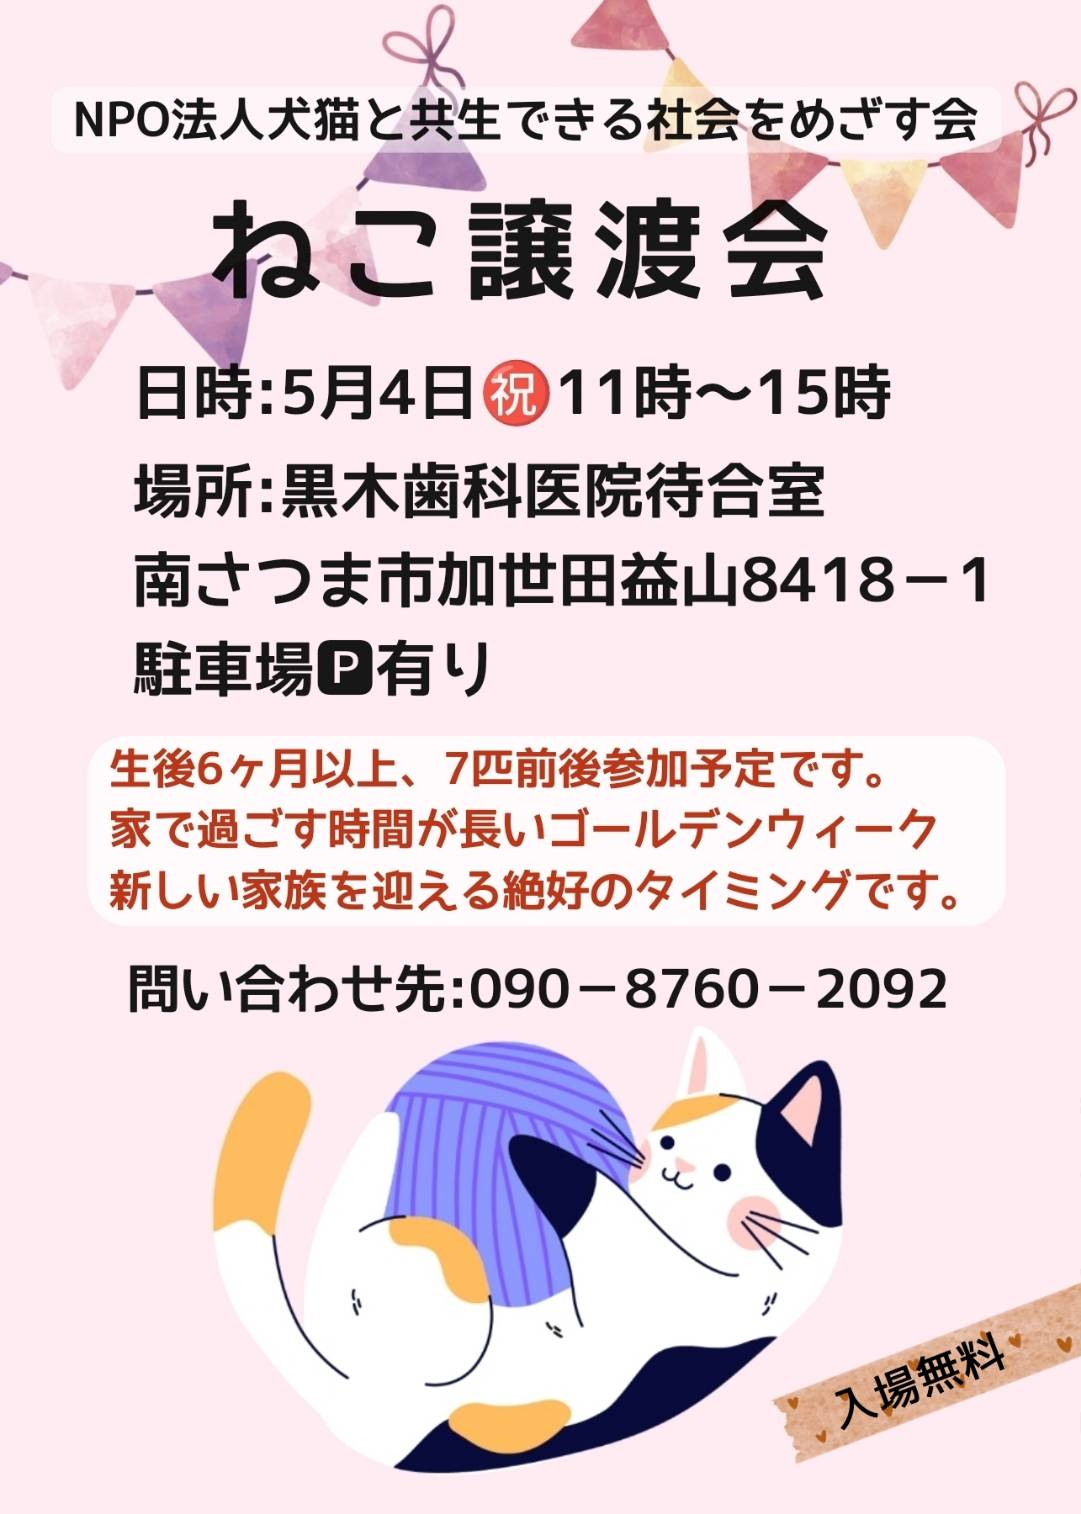 NPO法人犬猫と共生できる社会をめざす会
ねこ譲渡会
日時:5月4日㊗11時〜15時
場所:黒木歯科医院待合室
南さつま市加世田益山8418－1
駐車場🅿有り
生後6ヶ月以上、7匹前後参加予定です。
家で過ごす時間が長いゴールデンウィーク
新しい家族を迎える絶好のタイミングです。
問い合わせ先:090－8760－2092
入場無料